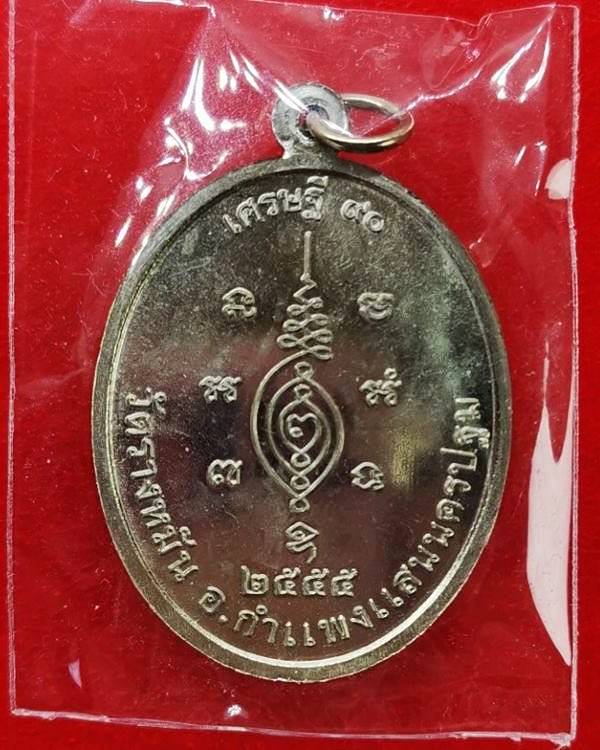 เศรษฐี ๙๐
๒๕๕๕
วัดรางหมัน อ.กำแพงแสนนครปฐม